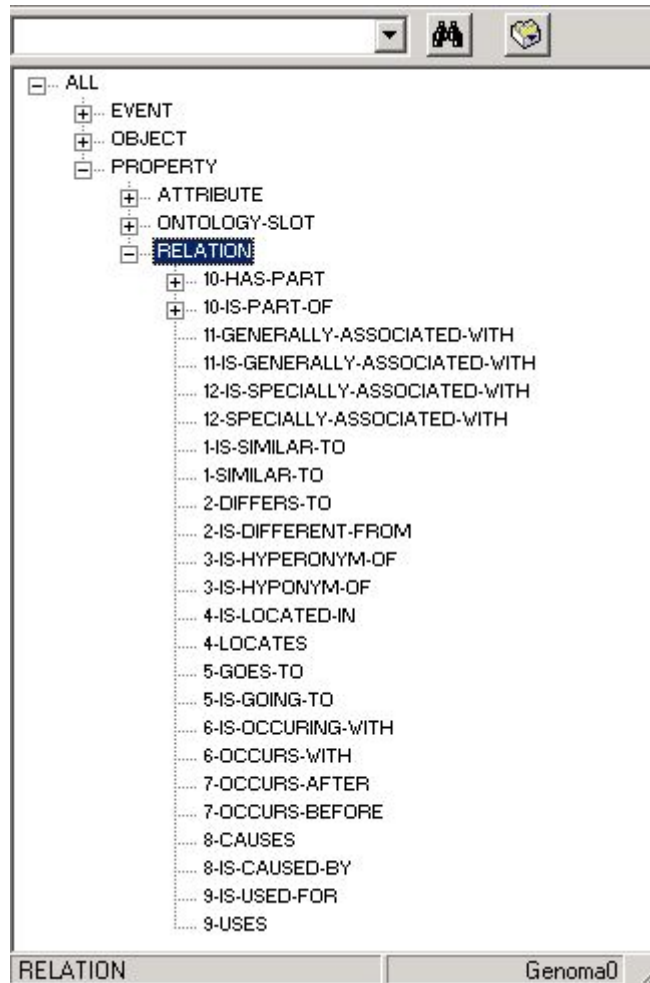 ALL
EVENT
OBJECT
PROPERTY
ATTRIBUTE
ONTOLOGY-SLOT
RELATION
10-HAS-PART
10-IS-PART-OF
11-GENERALLY-ASSOCIATED-WITH
11-IS-GENERALLY-ASSOCIATED-WITH
12-IS-SPECIALLY-ASSOCIATED-WITH
12-SPECIALLY-ASSOCIATED-WITH
1-IS-SIMILAR-TO
1-SIMILAR-TO
2-DIFFERS-TO
2-IS-DIFFERENT-FROM
3-IS-HYPERONYM-OF
3-IS-HYPONYM-OF
4-IS-LOCATED-IN
4-LOCATES
5-GOES-TO
5-IS-GOING-TO
6-IS-OCCURING-WITH
6-OCCURS-WITH
7-OCCURS-AFTER
7-OCCURS-BEFORE
8-CAUSES
8-IS-CAUSED-BY
9-IS-USED-FOR
9-USES
RELATION Genoma0